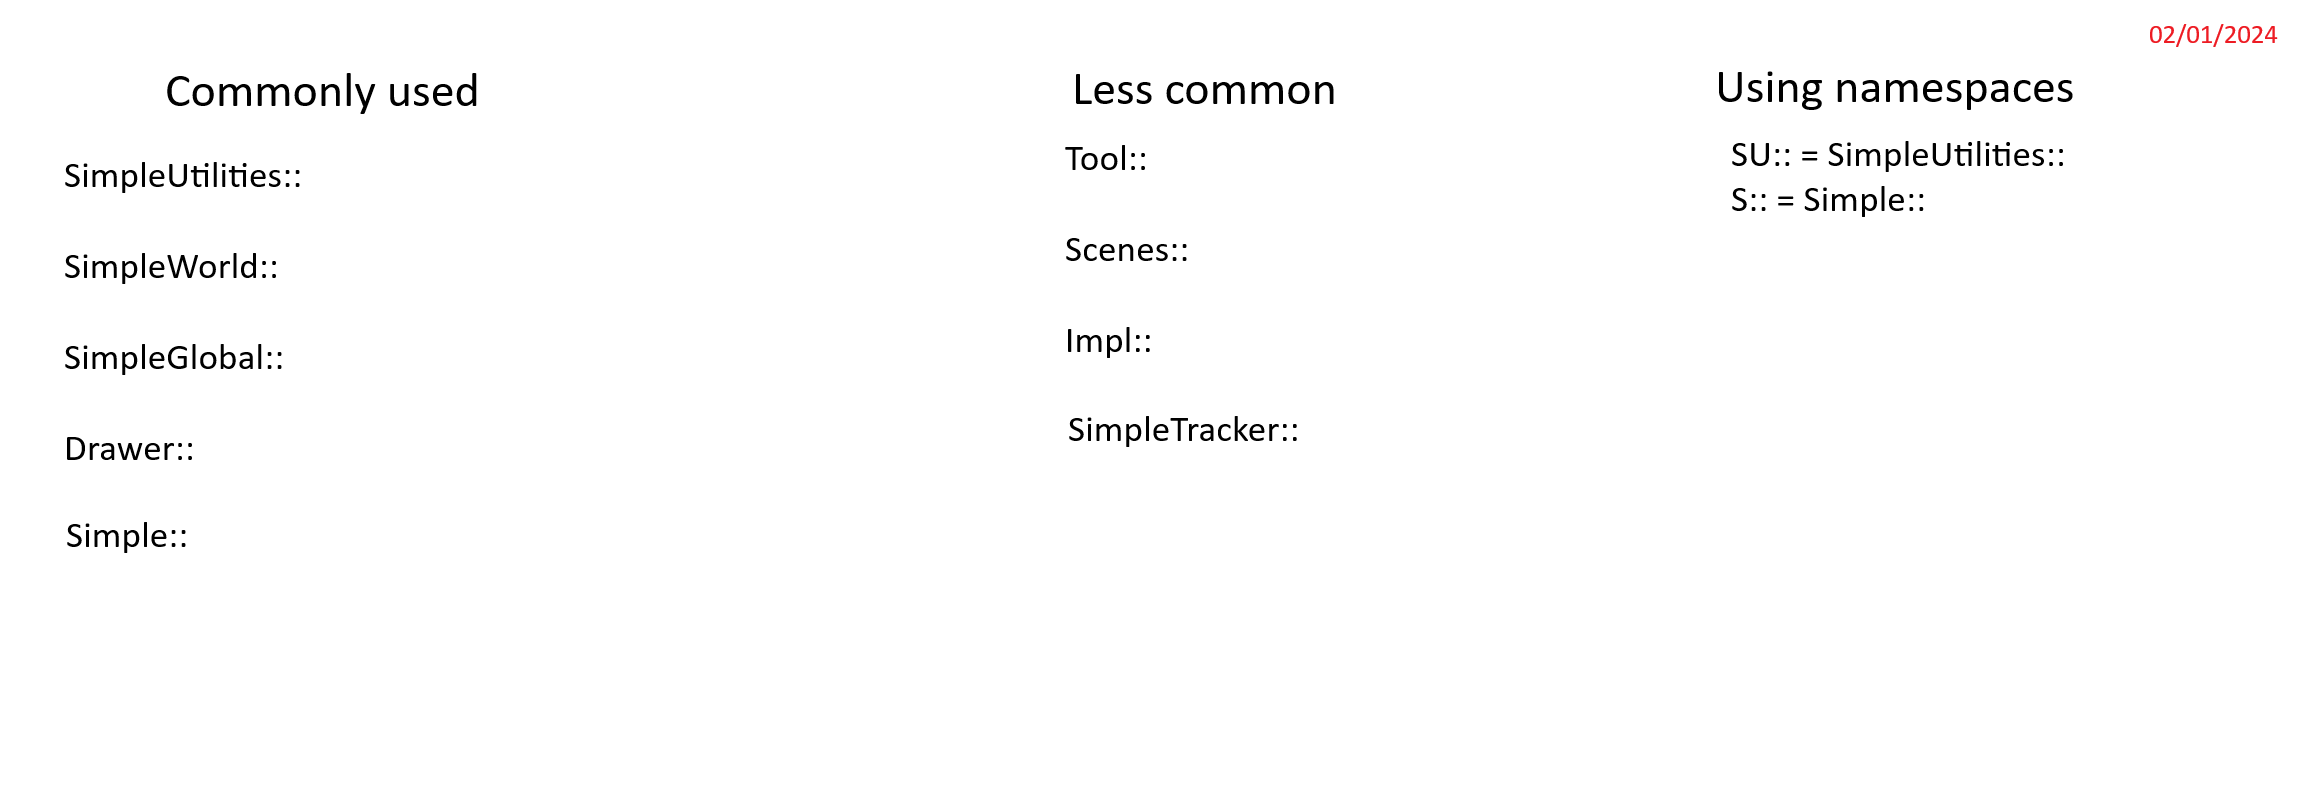 02/01/2024
Commonly used
SimpleUtilities::
SimpleWorld::
SimpleGlobal::
Drawer::
Simple::
Less common
Tool::
Scenes::
Impl::
SimpleTracker::
Using namespaces
SU:: = SimpleUtilities::
S:: = Simple::